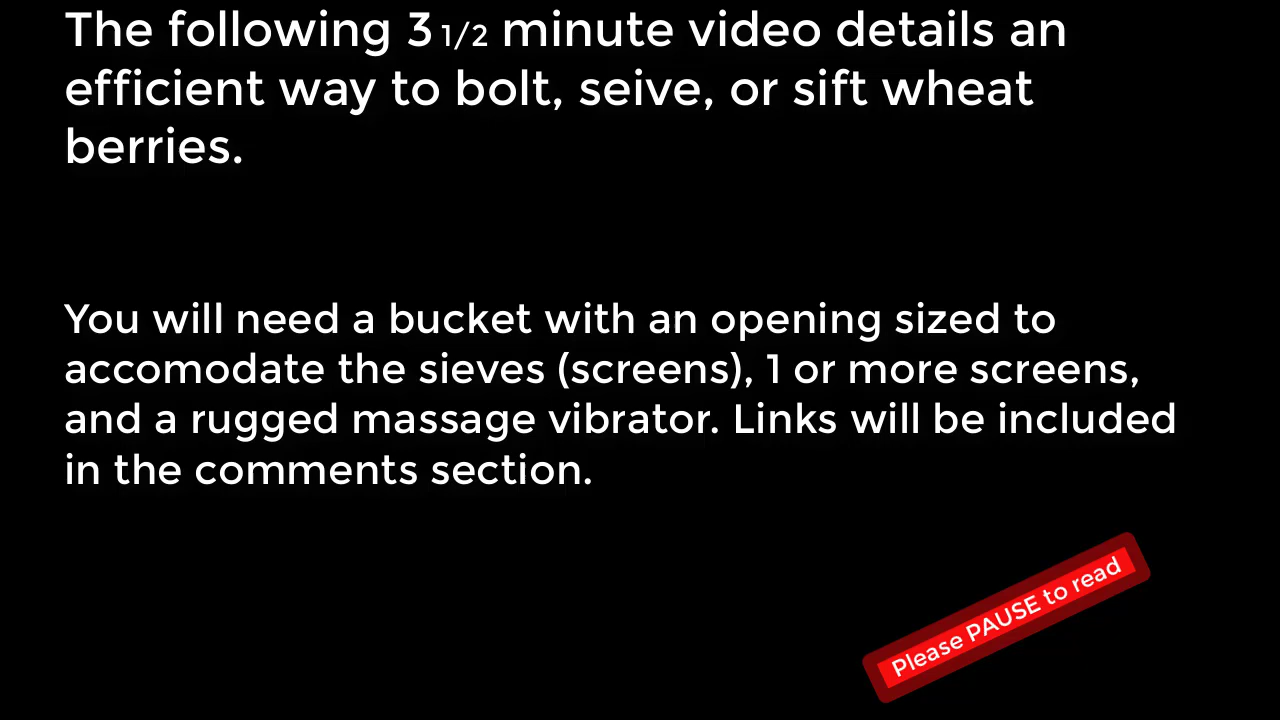 The following 3 1/2 minute video details an
efficient way to bolt, seive, or sift wheat
berries.
You will need a bucket with an opening sized to
accomodate the sieves (screens), 1 or more screens,
and a rugged massage vibrator. Links will be included
in the comments section.
Please PAUSE to read